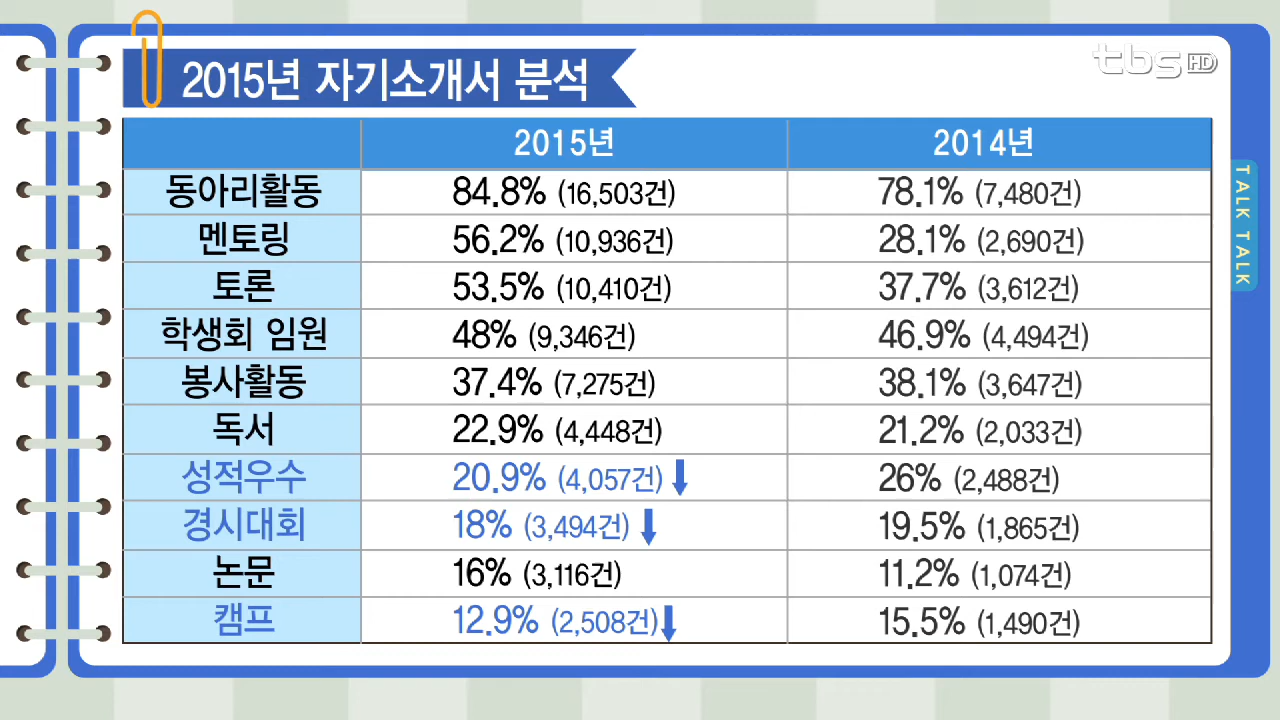 2015년 자기소개서 분석
tbs HD
2015년 2014년
동아리활동 84.8% (16,503건) 78.1% (7,480건)
멘토링 56.2% (10,936건) 28.1% (2,690건)
토론 53.5% (10,410건) 37.7% (3,612건)
학생회 임원 48% (9,346건) 46.9% (4,494건)
봉사활동 37.4% (7,275건) 38.1% (3,647건)
독서 22.9% (4,448건) 21.2% (2,033건)
성적우수 20.9% (4,057건) ↓ 26% (2,488건)
경시대회 18% (3,494건) ↓ 19.5% (1,865건)
논문 16% (3,116건) 11.2% (1,074건)
캠프 12.9% (2,508건) ↓ 15.5% (1,490건)
TALK TALK